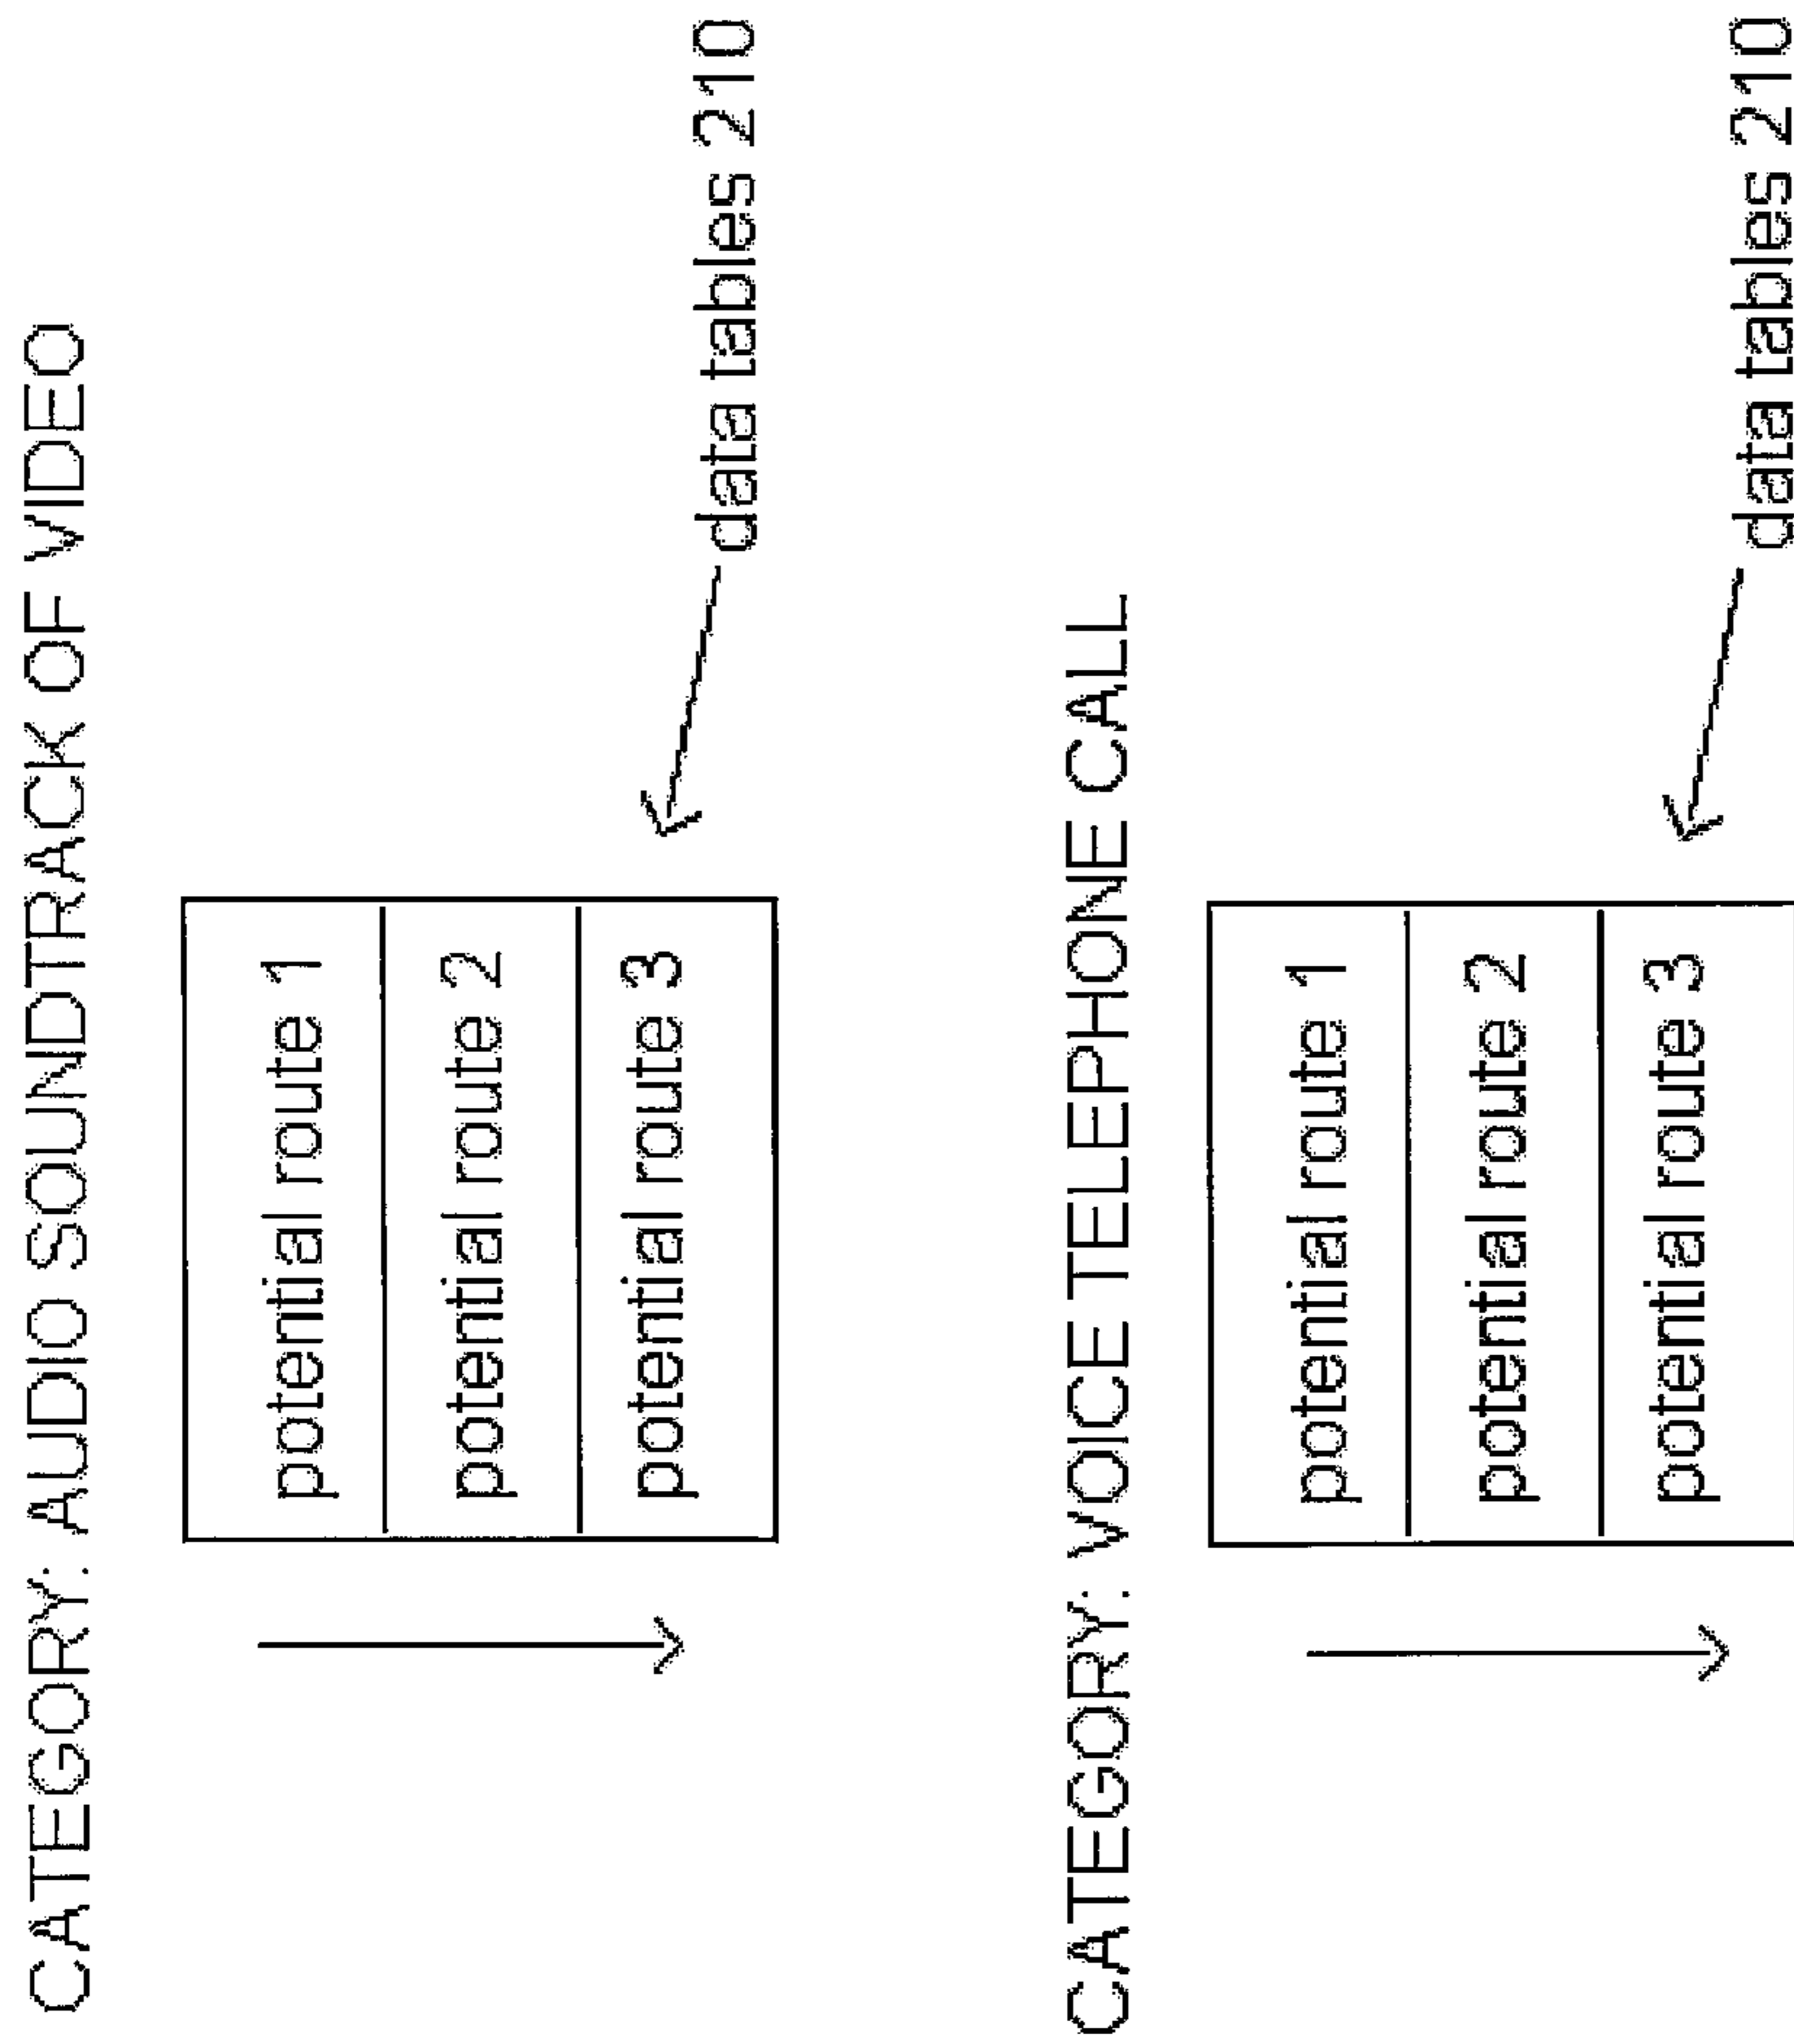 CATEGORY: AUDIO SOUNDTRACK OF VIDEO
potential route 1
potential route 2
potential route 3
data tables 210
CATEGORY: VOICE TELEPHONE CALL
potential route 1
potential route 2
potential route 3
data tables 210